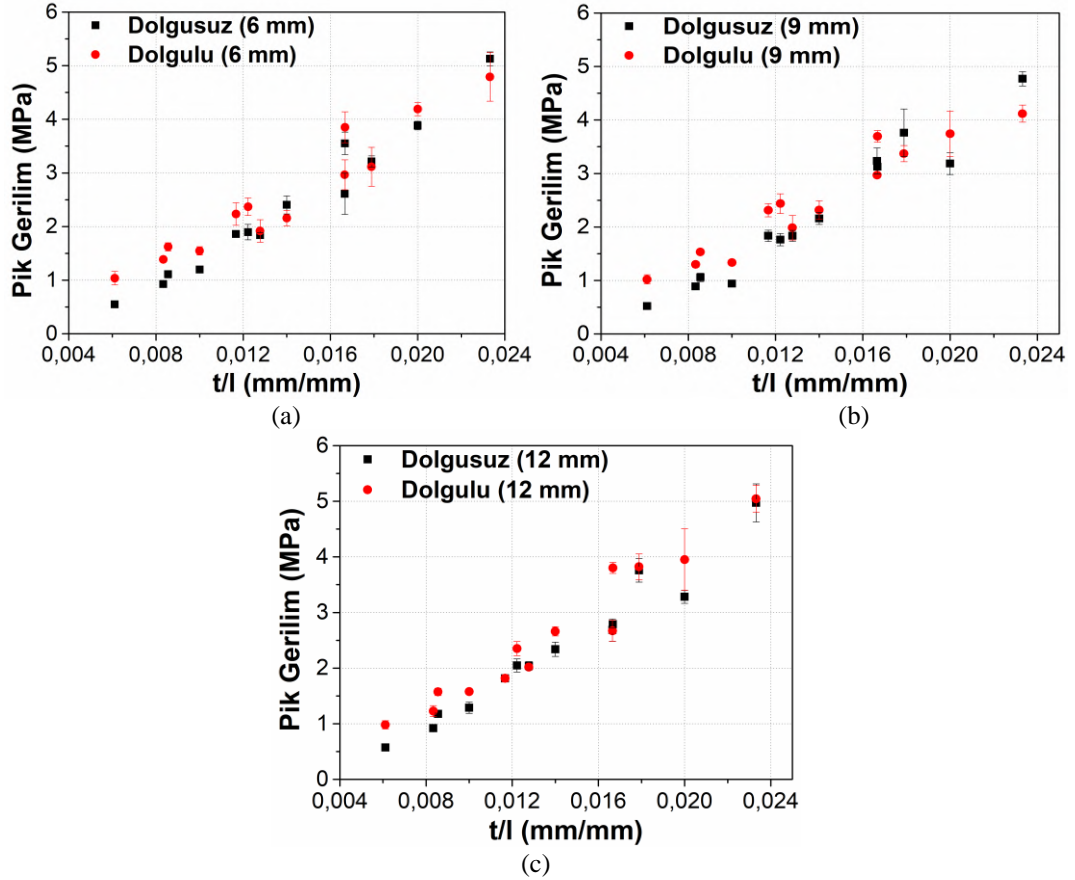 Dolgusuz (6 mm)
Dolgulu (6 mm)
Pik Gerilim (MPa)
6
5
4
3
2
1
0
0,004 0,008 0,012 0,016 0,020 0,024
t/l (mm/mm)
(a)
Dolgusuz (9 mm)
Dolgulu (9 mm)
Pik Gerilim (MPa)
6
5
4
3
2
1
0
0,004 0,008 0,012 0,016 0,020 0,024
t/l (mm/mm)
(b)
Dolgusuz (12 mm)
Dolgulu (12 mm)
Pik Gerilim (MPa)
6
5
4
3
2
1
0
0,004 0,008 0,012 0,016 0,020 0,024
t/l (mm/mm)
(c)